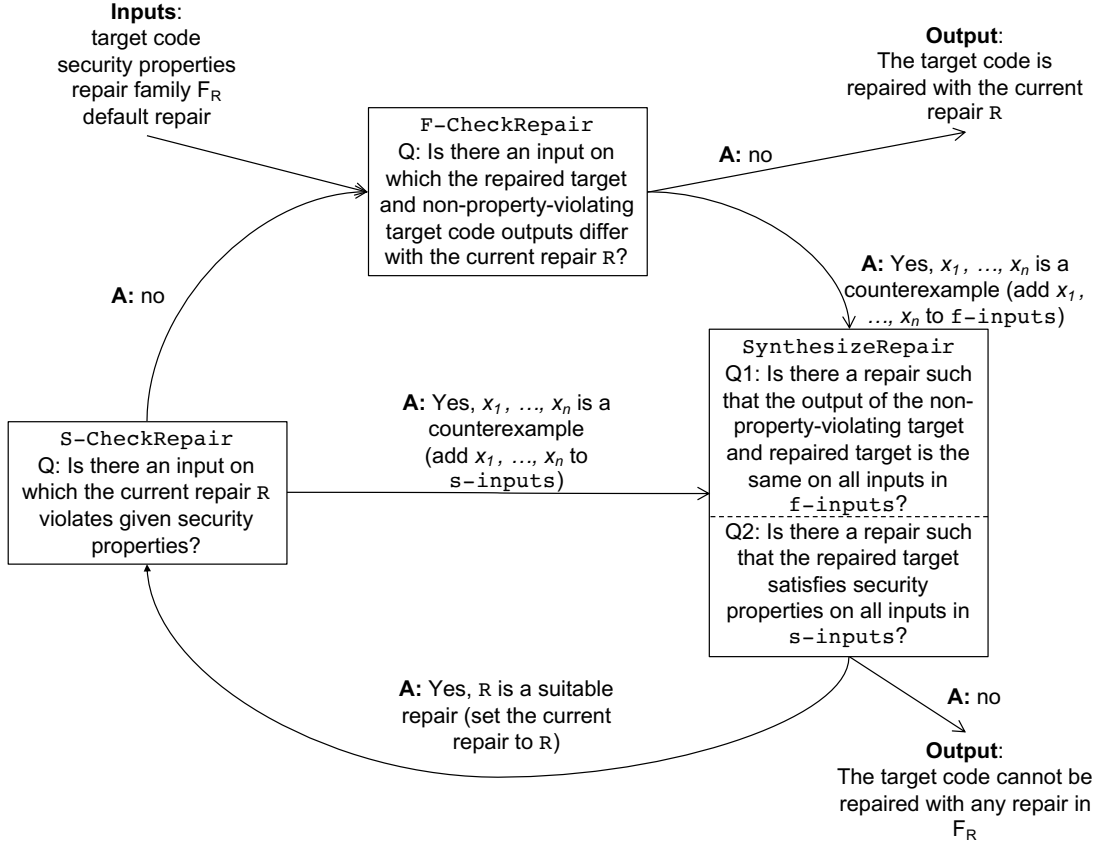 Inputs:
target code
security properties
repair family F_R
default repair
Output:
The target code is
repaired with the current
repair R
F-CheckRepair
Q: Is there an input on
which the repaired target
and non-property-violating
target code outputs differ
with the current repair R?
A: no
A: Yes, x₁, …, xₙ is a
counterexample (add x₁,
…, xₙ to f-inputs)
A: no
SynthesizeRepair
Q1: Is there a repair such
that the output of the non-
property-violating target
and repaired target is the
same on all inputs in
f-inputs?
Q2: Is there a repair such
that the repaired target
satisfies security
properties on all inputs in
s-inputs?
A: Yes, x₁, …, xₙ is a
counterexample
(add x₁, …, xₙ to
s-inputs)
S-CheckRepair
Q: Is there an input on
which the current repair R
violates given security
properties?
A: Yes, R is a suitable
repair (set the current
repair to R)
A: no
Output:
The target code cannot be
repaired with any repair in
F_R